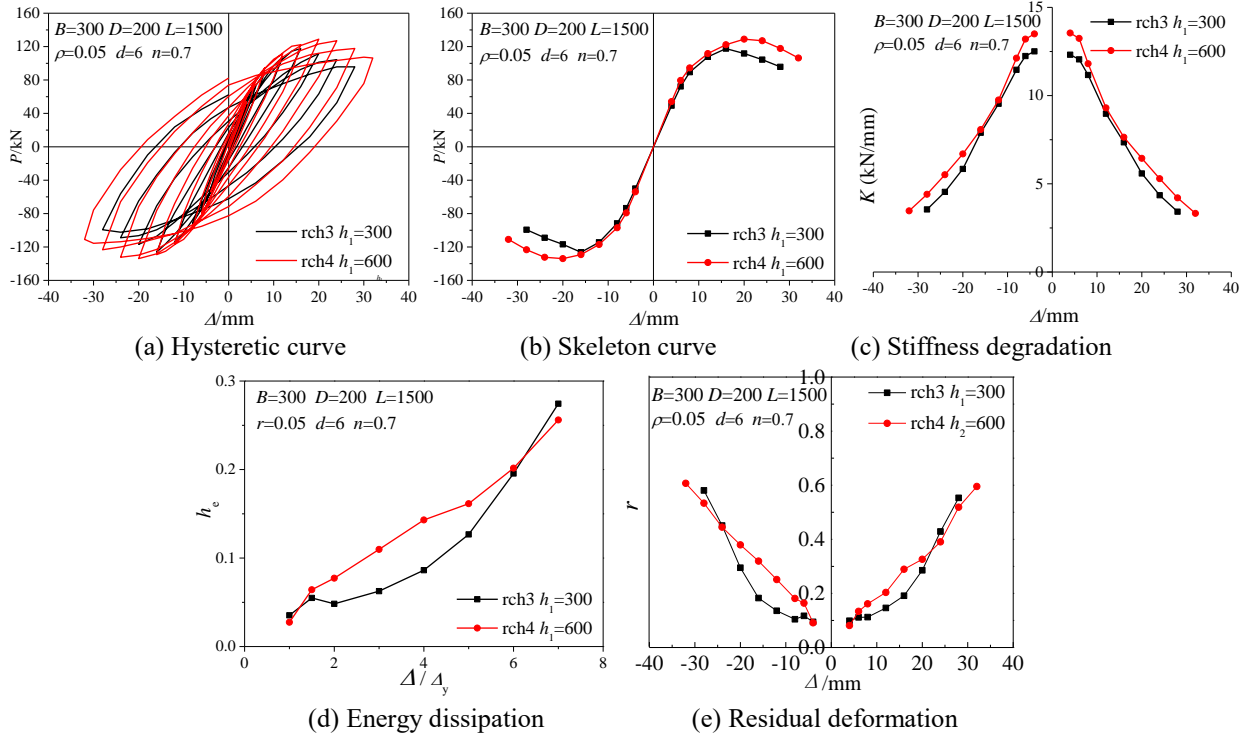 B=300 D=200 L=1500
ρ=0.05 d=6 n=0.7
P/kN
160
120
80
40
0
-40
-80
-120
-160
rch3 h₁=300
rch4 h₁=600
-40 -30 -20 -10 0 10 20 30 40
Δ/mm
(a) Hysteretic curve
B=300 D=200 L=1500
ρ=0.05 d=6 n=0.7
P/kN
160
120
80
40
0
-40
-80
-120
-160
rch3 h₁=300
rch4 h₁=600
-40 -30 -20 -10 0 10 20 30 40
Δ/mm
(b) Skeleton curve
B=300 D=200 L=1500
ρ=0.05 d=6 n=0.7
rch3 h₁=300
rch4 h₁=600
K (kN/mm)
15
13
10
8
5
3
0
-40 -30 -20 -10 0 10 20 30 40
Δ/mm
(c) Stiffness degradation
B=300 D=200 L=1500
r=0.05 d=6 n=0.7
hₑ
0.3
0.2
0.1
0.0
rch3 h₁=300
rch4 h₁=600
2 4 6 8
Δ/Δy
(d) Energy dissipation
B=300 D=200 L=1500
ρ=0.05 d=6 n=0.7
rch3 h₁=300
rch4 h₂=600
r
1.0
0.8
0.6
0.4
0.2
0.0
-40 -30 -20 -10 0 10 20 30 40
Δ/mm
(e) Residual deformation